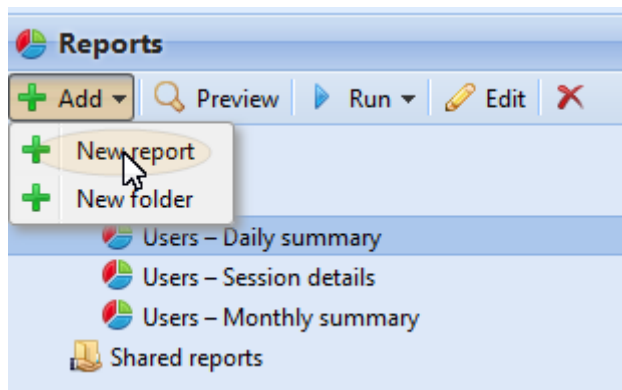 Reports
Add Preview Run Edit
New report
New folder
Users – Daily summary
Users – Session details
Users – Monthly summary
Shared reports